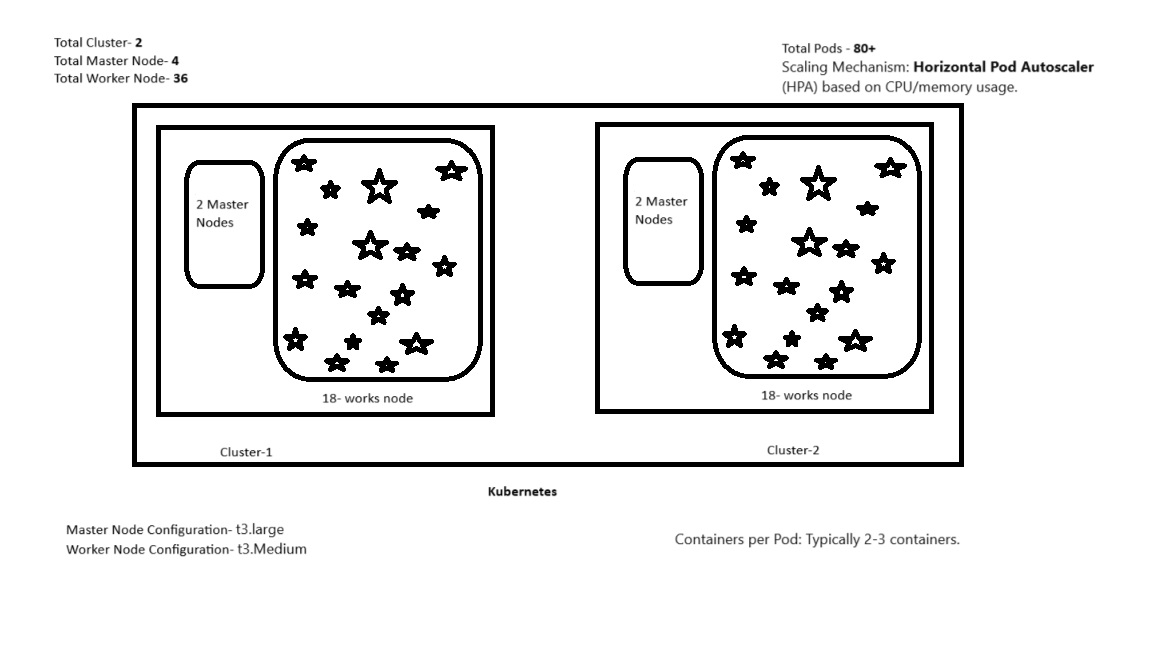 Total Cluster- 2
Total Master Node- 4
Total Worker Node- 36
Total Pods - 80+
Scaling Mechanism: Horizontal Pod Autoscaler
(HPA) based on CPU/memory usage.
2 Master
Nodes
18- works node
Cluster-1
2 Master
Nodes
18- works node
Cluster-2
Kubernetes
Master Node Configuration- t3.large
Worker Node Configuration- t3.Medium
Containers per Pod: Typically 2-3 containers.